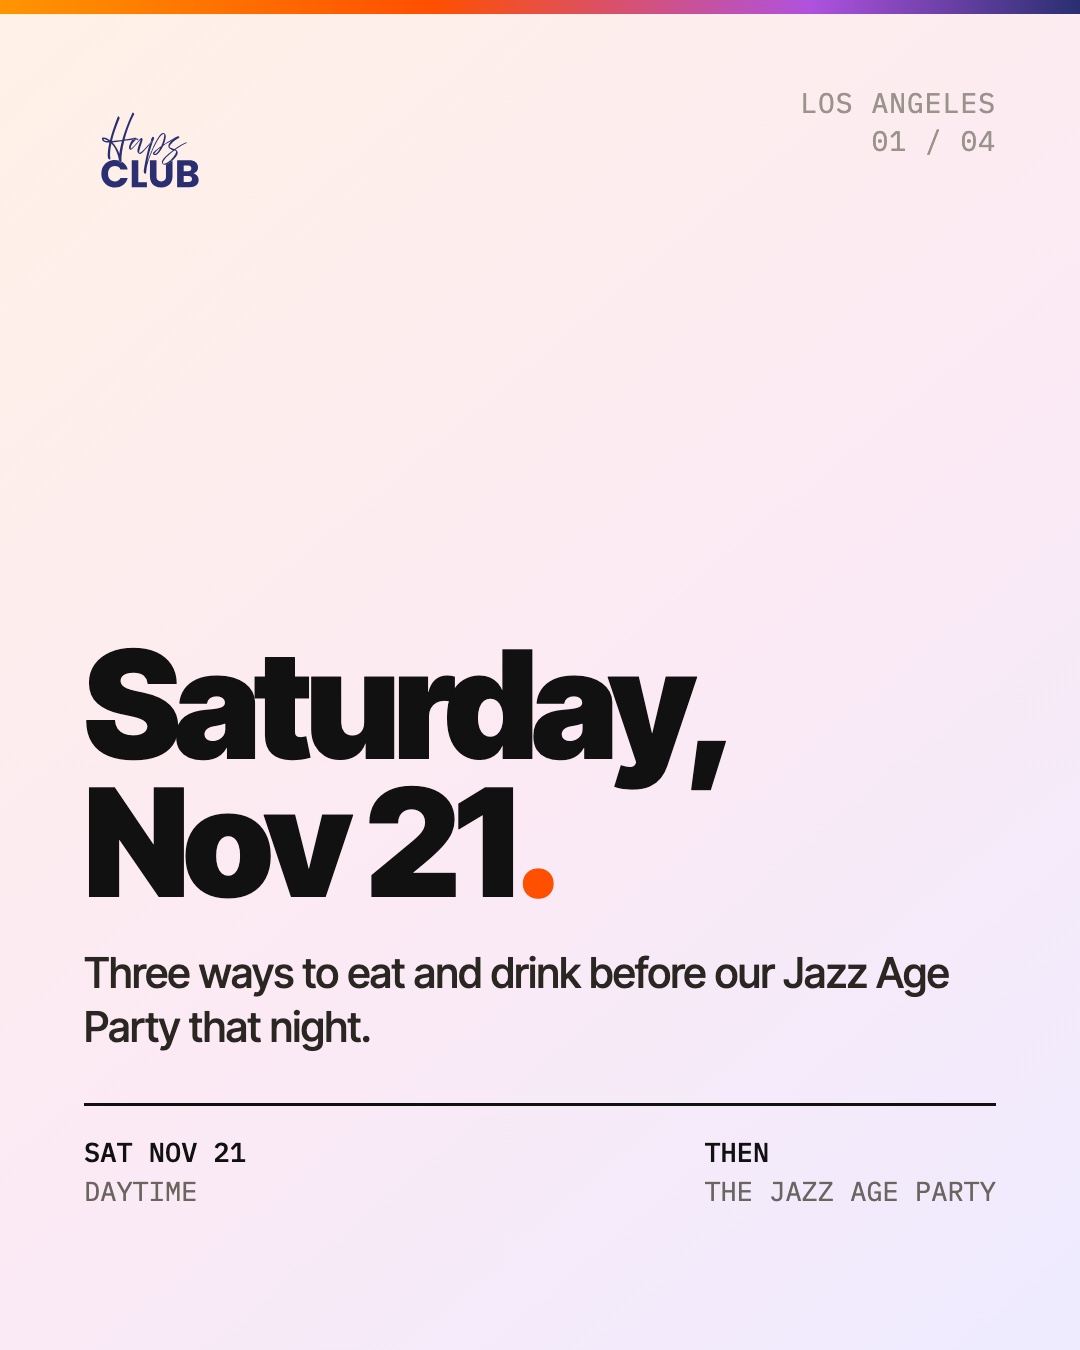 Haps
CLUB
LOS ANGELES
01 / 04
Saturday,
Nov 21.
Three ways to eat and drink before our Jazz Age
Party that night.
SAT NOV 21
DAYTIME
THEN
THE JAZZ AGE PARTY